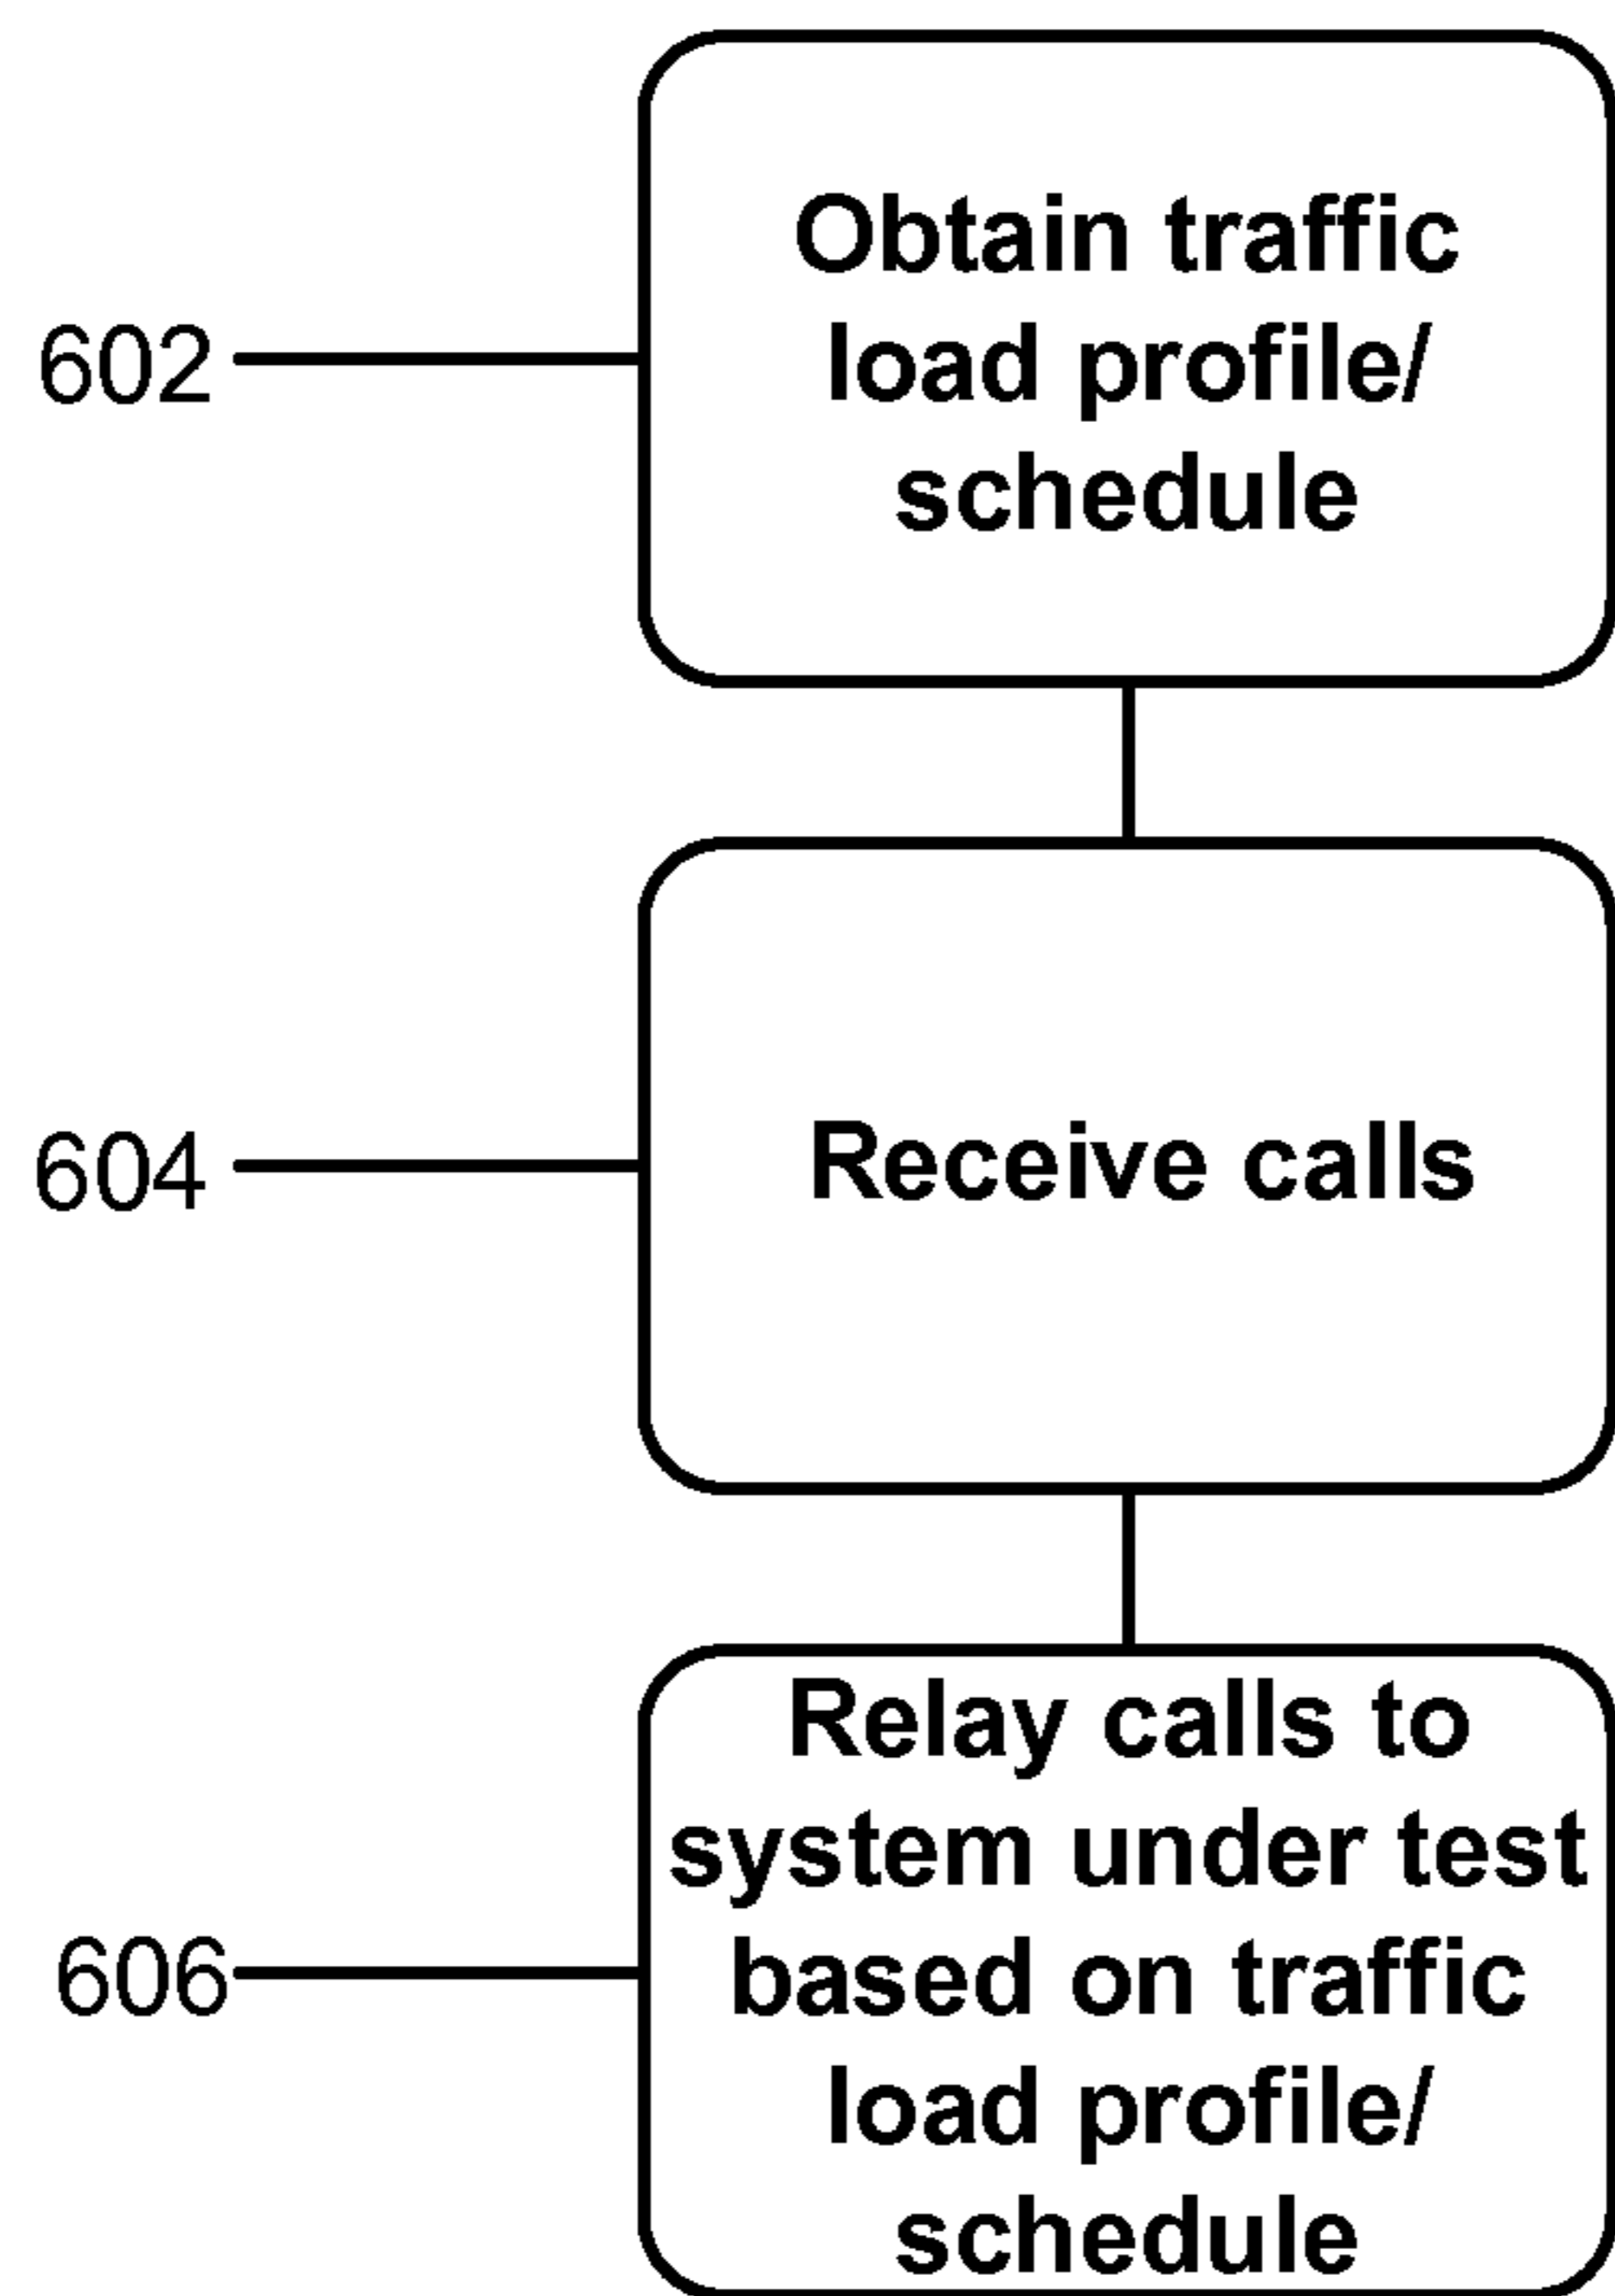 602
Obtain traffic
load profile/
schedule
604
Receive calls
606
Relay calls to
system under test
based on traffic
load profile/
schedule